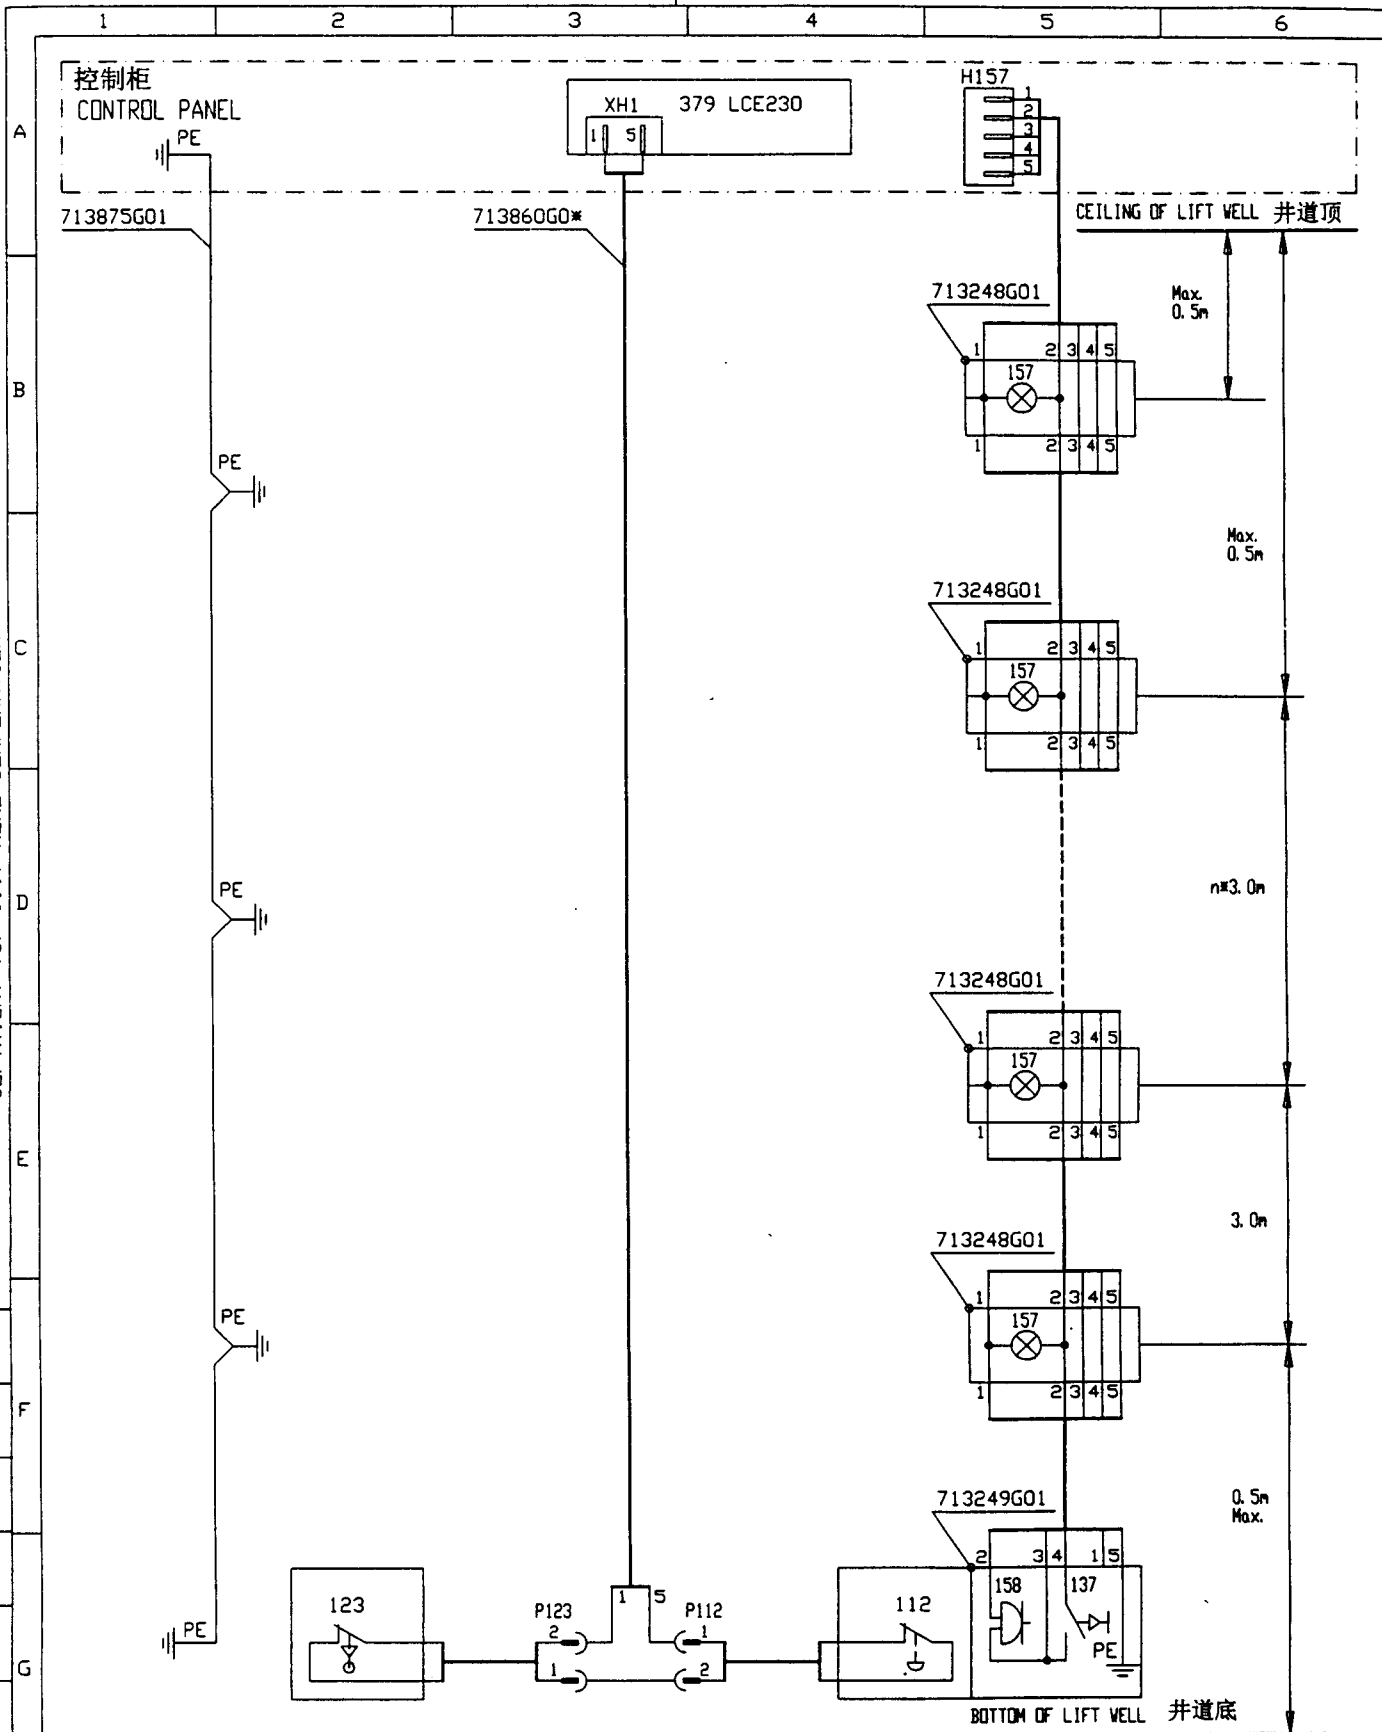 1 2 3 4 5 6
控制柜
CONTROL PANEL
PE
XH1 379 LCE230
1 5
H157
1
2
3
4
5
A
713875G01
713860G0*
CEILING OF LIFT WELL 井道顶
713248G01
Max.
0.5m
1 2 3 4 5
157
1 2 3 4 5
B
PE
Max.
0.5m
713248G01
1 2 3 4 5
157
1 2 3 4 5
C
PE
D
n*3.0m
713248G01
1 2 3 4 5
157
1 2 3 4 5
E
3.0m
713248G01
1 2 3 4 5
157
1 2 3 4 5
PE
F
713249G01
0.5m
Max.
2 3 4 1 5
158 137
PE
123
P123
2
1
1 5
P112
1
2
112
PE
G
BOTTOM OF LIFT WELL 井道底